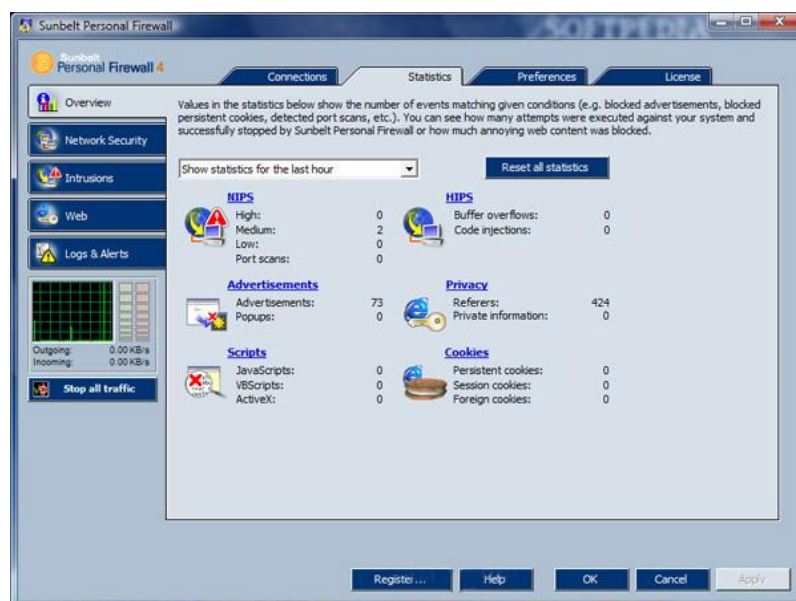 Sunbelt Personal Firewall
SOFTPEDIA
Sunbelt
Personal Firewall 4
Connections
Statistics
Preferences
License
Overview
Network Security
Intrusions
Web
Logs & Alerts
Outgoing: 0.00 KB/s
Incoming: 0.00 KB/s
Stop all traffic
Values in the statistics below show the number of events matching given conditions (e.g. blocked advertisements, blocked
persistent cookies, detected port scans, etc.). You can see how many attempts were executed against your system and
successfully stopped by Sunbelt Personal Firewall or how much annoying web content was blocked.
Show statistics for the last hour
Reset all statistics
NIPS
High: 0
Medium: 2
Low: 0
Port scans: 0
HIPS
Buffer overflows: 0
Code injections: 0
Advertisements
Advertisements: 73
Popups: 0
Privacy
Referers: 424
Private information: 0
Scripts
JavaScripts: 0
VBScripts: 0
ActiveX: 0
Cookies
Persistent cookies: 0
Session cookies: 0
Foreign cookies: 0
Register...
Help
OK
Cancel
Apply